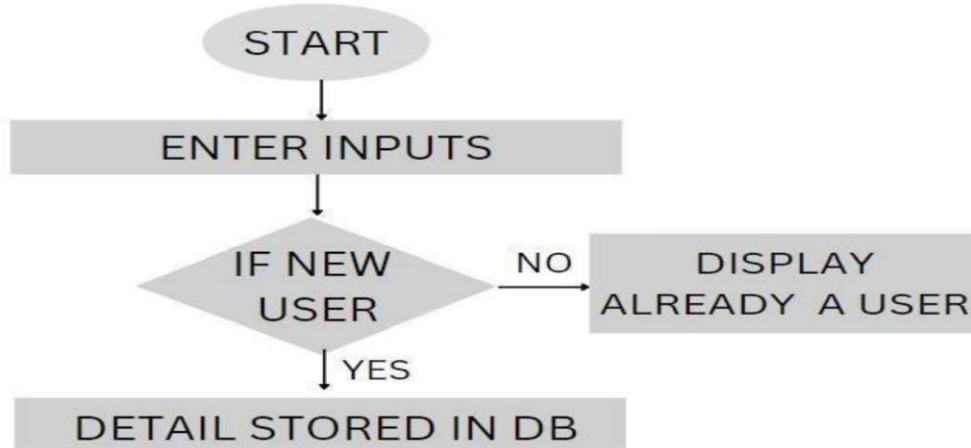 START
ENTER INPUTS
IF NEW
USER
NO
DISPLAY
ALREADY A USER
YES
DETAIL STORED IN DB